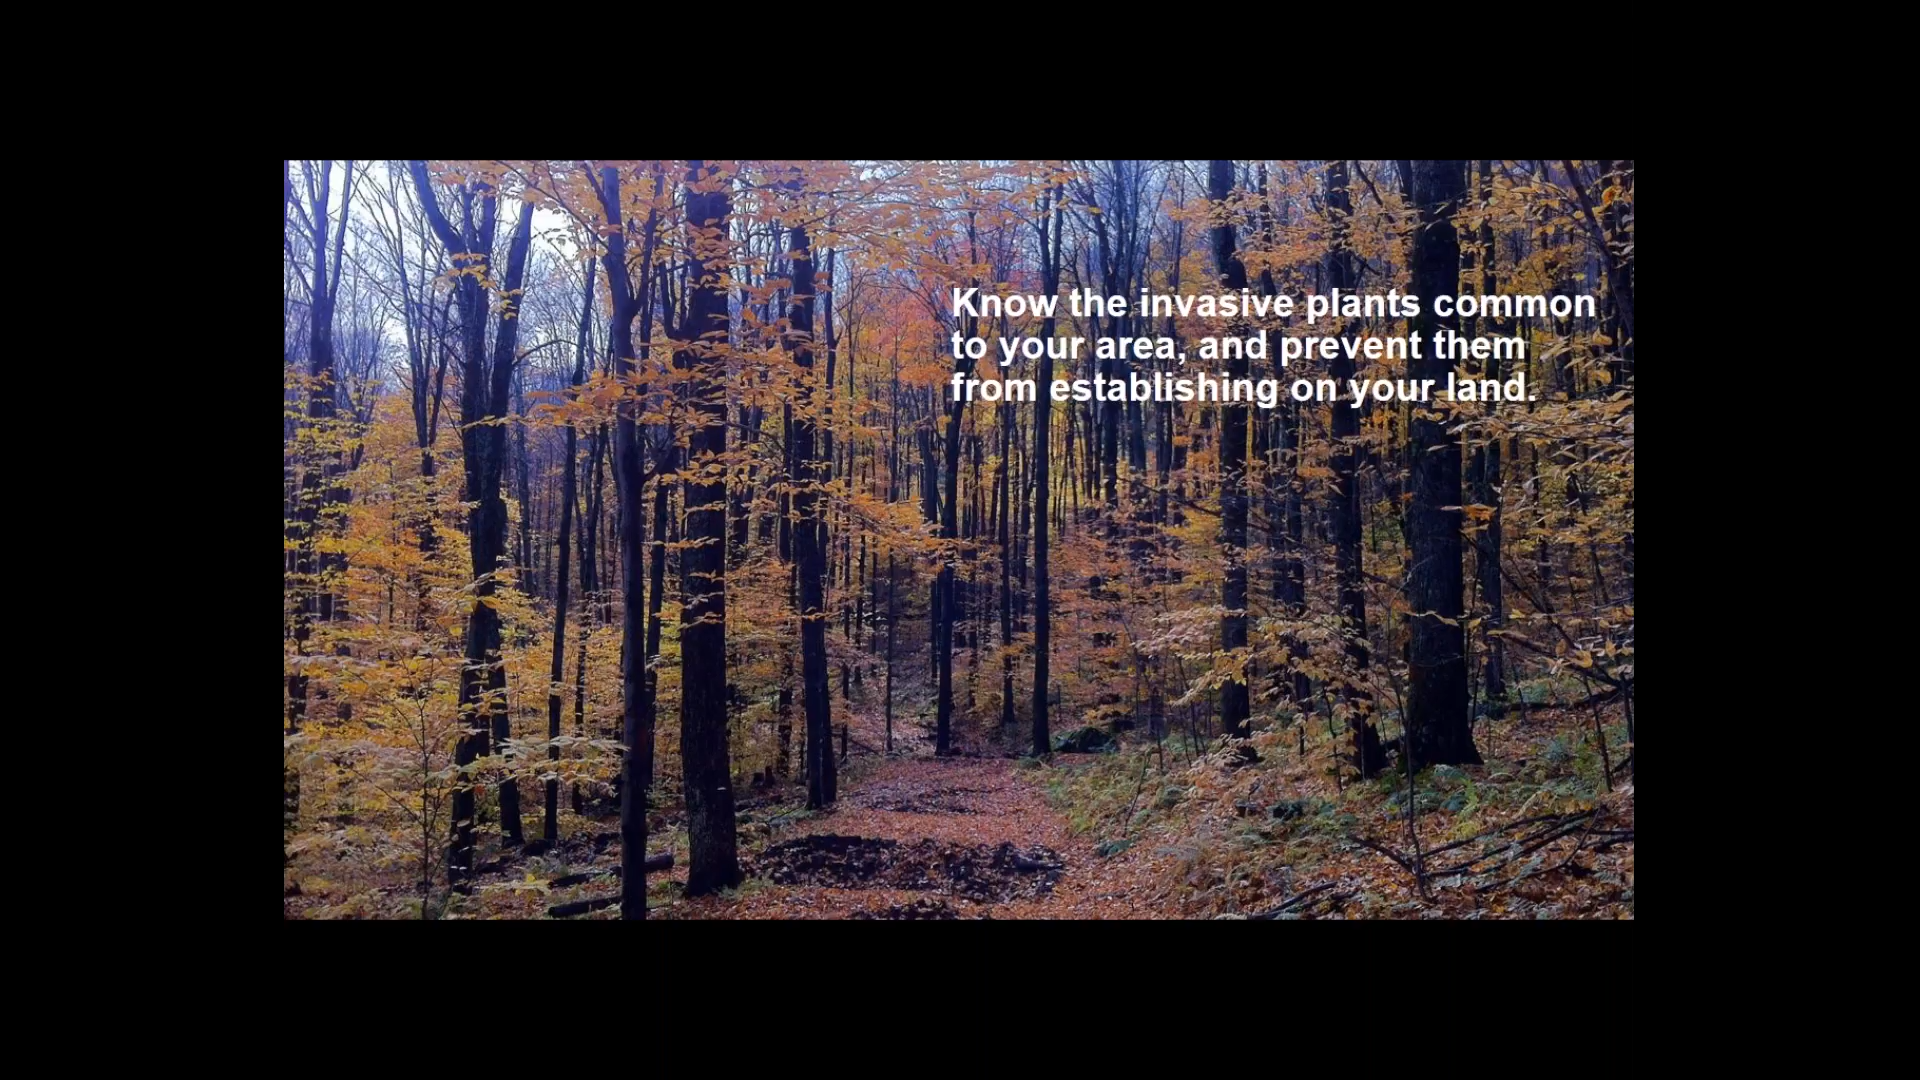 Know the invasive plants common
to your area, and prevent them
from establishing on your land.